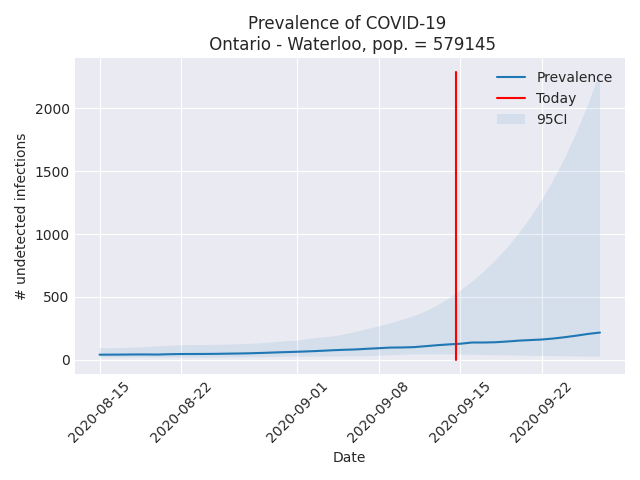 Prevalence of COVID-19
Ontario - Waterloo, pop. = 579145
Prevalence
Today
95CI
# undetected infections
2000
1500
1000
500
0
2020-08-15
2020-08-22
2020-09-01
2020-09-08
2020-09-15
2020-09-22
Date